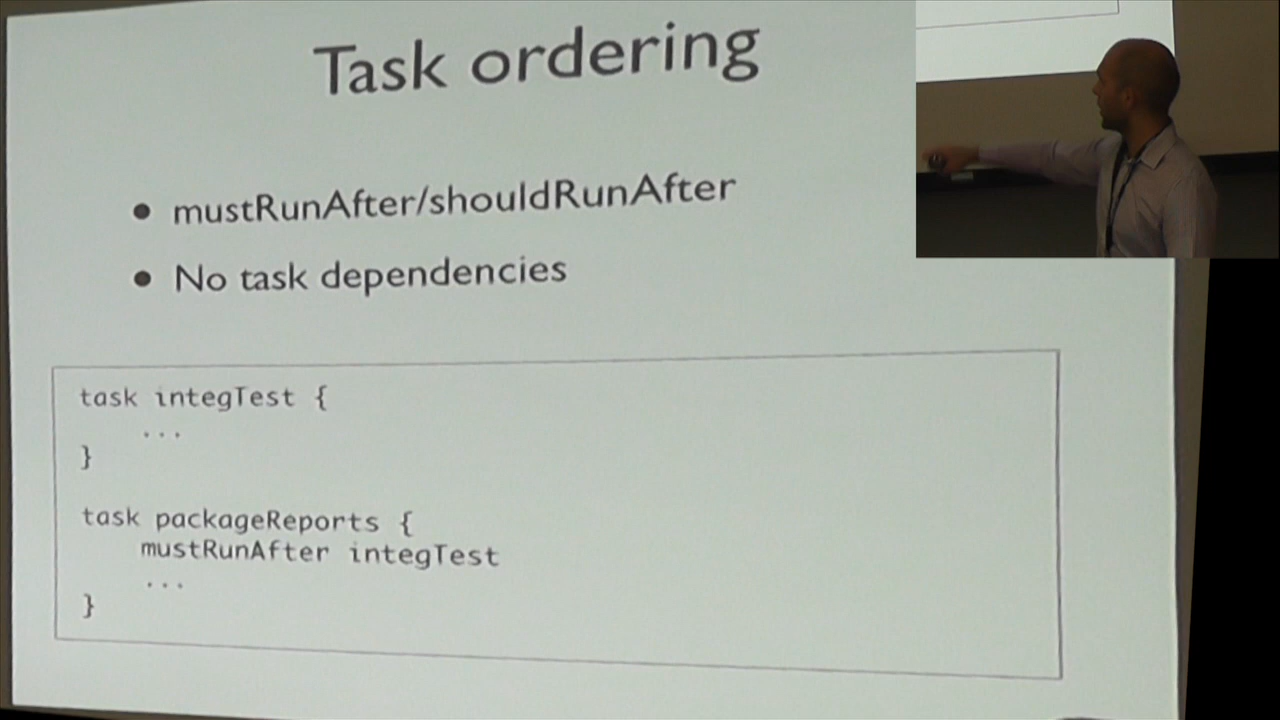 Task ordering
• mustRunAfter/shouldRunAfter
• No task dependencies
task integTest {
...
}
task packageReports {
mustRunAfter integTest
...
}